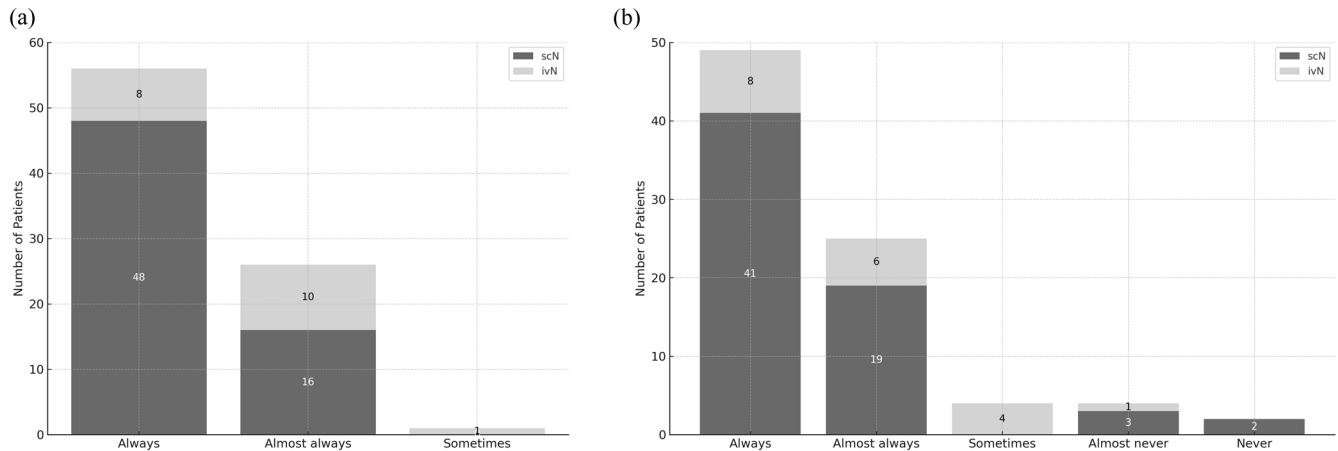 (a)
(b)
60
50
40
30
20
10
0
Number of Patients
8
48
10
16
1
scN
ivN
Always
Almost always
Sometimes
50
40
30
20
10
0
Number of Patients
8
41
6
19
4
1
3
2
scN
ivN
Always
Almost always
Sometimes
Almost never
Never